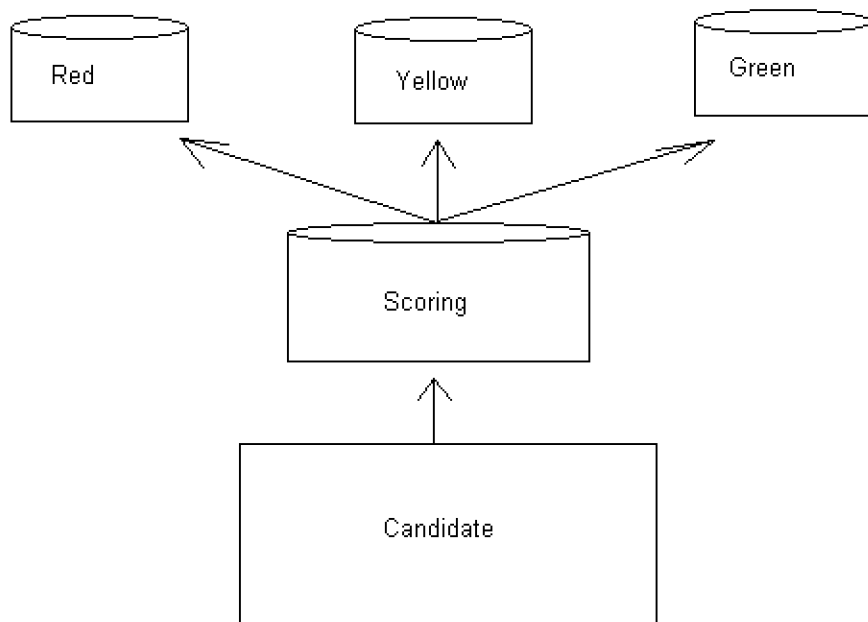 Red
Yellow
Green
Scoring
Candidate